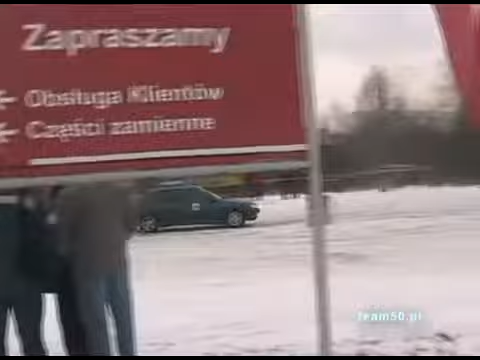 Zapraszamy
← Obsługa Klientów
← Części zamienne
team50.pl